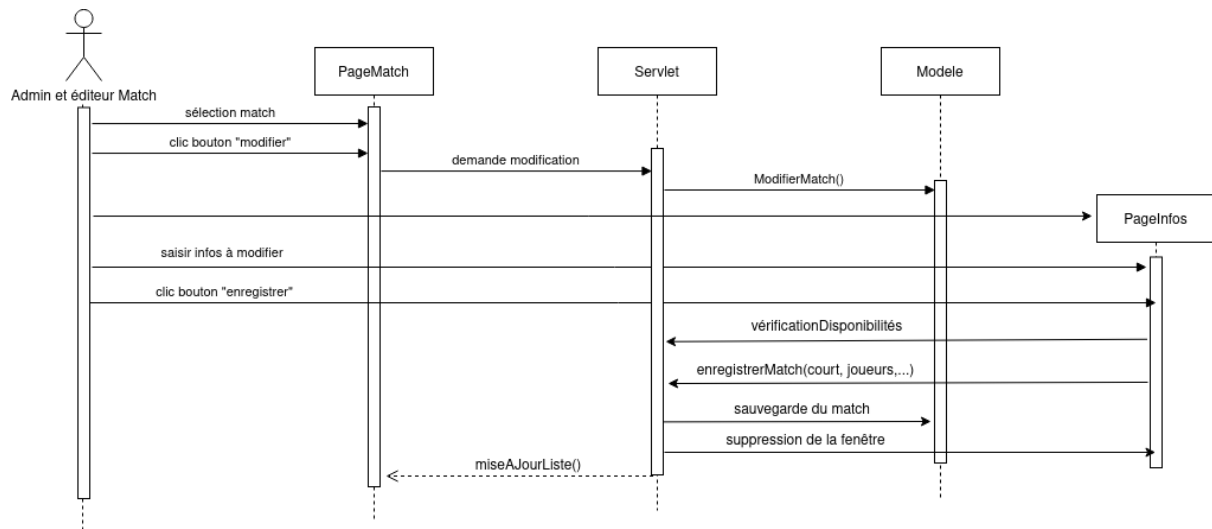 PageMatch
Servlet
Modele
Admin et éditeur Match
sélection match
clic bouton "modifier"
demande modification
ModifierMatch()
PageInfos
saisir infos à modifier
clic bouton "enregistrer"
vérificationDisponibilités
enregistrerMatch(court, joueurs,...)
sauvegarde du match
suppression de la fenêtre
miseAJourListe()